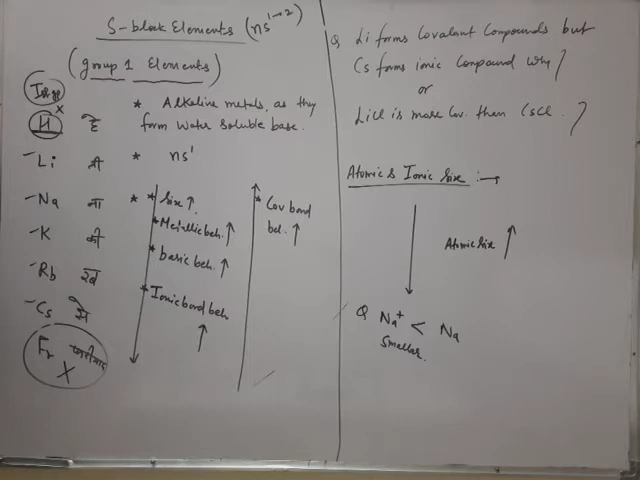 S-block Elements (ns¹→²)
(Group 1 Elements)
* Alkaline metals, as they
form Water Soluble base.
X
H हे
- Li ली
* ns¹
- Na ना
* * Size ↑
* Metallic beh. ↑
- K की
* basic beh. ↑
- Rb रब
* Ionic bond beh.
↑
- Cs से
Fr फरियाद
X
* Cov bond
beh. ↑
Q Li forms Covalant Compounds but
Cs forms ionic Compound Why?
or
LiCl is more Cov. than CsCl. ?
Atomic & Ionic Size :→
Atomic Size ↑
Q Na⁺ < Na
Smaller.